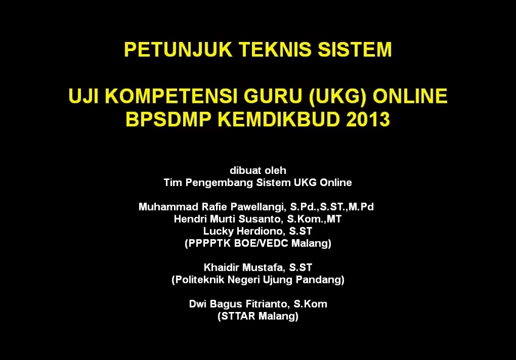 PETUNJUK TEKNIS SISTEM
UJI KOMPETENSI GURU (UKG) ONLINE
BPSDMP KEMDIKBUD 2013
dibuat oleh
Tim Pengembang Sistem UKG Online
Muhammad Rafie Pawellangi, S.Pd.,S.ST.,M.Pd
Hendri Murti Susanto, S.Kom.,MT
Lucky Herdiono, S.ST
(PPPPTK BOE/VEDC Malang)
Khaidir Mustafa, S.ST
(Politeknik Negeri Ujung Pandang)
Dwi Bagus Fitrianto, S.Kom
(STTAR Malang)